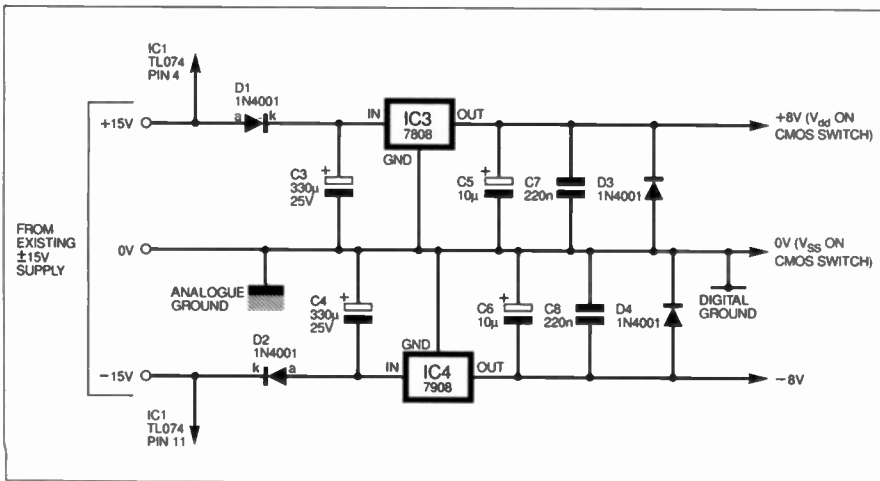 IC1
TL074
PIN 4
D1
1N4001
a
k
+15V
IN
IC3
7808
OUT
GND
+8V (Vdd ON
CMOS SWITCH)
C3
330µ
25V
+
C5
10µ
+
C7
220n
D3
1N4001
FROM
EXISTING
±15V
SUPPLY
0V
0V (VSS ON
CMOS SWITCH)
ANALOGUE
GROUND
C4
330µ
25V
+
C6
10µ
+
C8
220n
D4
1N4001
DIGITAL
GROUND
D2
1N4001
k
a
−15V
GND
IN
IC4
7908
OUT
−8V
IC1
TL074
PIN 11